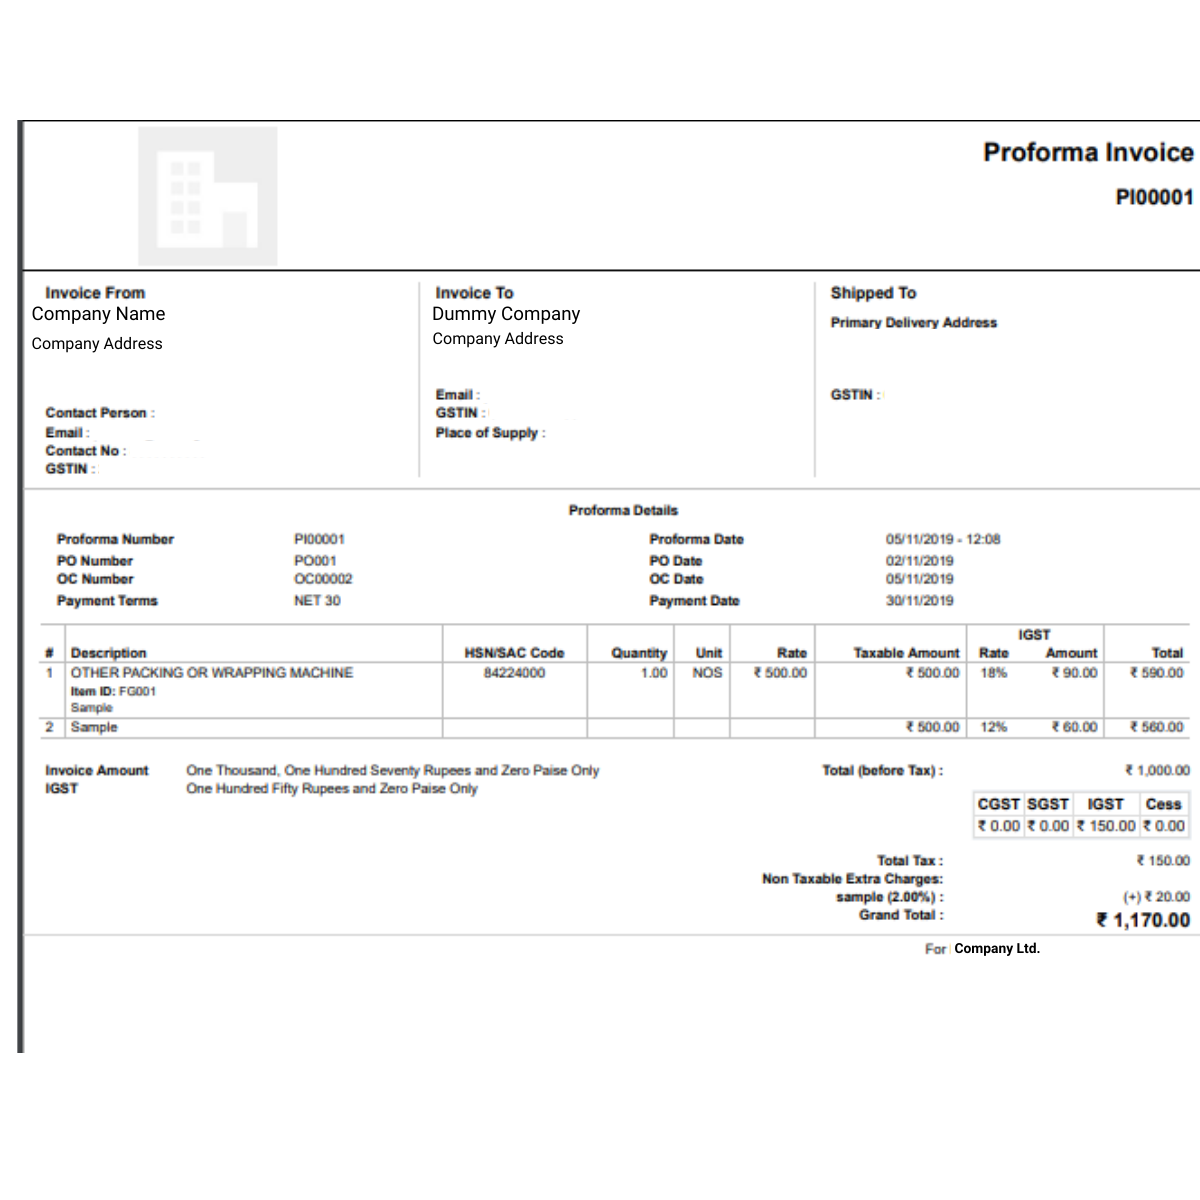 Proforma Invoice
PI00001
Invoice From
Company Name
Company Address
Contact Person :
Email :
Contact No :
GSTIN :
Invoice To
Dummy Company
Company Address
Email :
GSTIN :
Place of Supply :
Shipped To
Primary Delivery Address
GSTIN :
Proforma Details
Proforma Number PI00001 Proforma Date 05/11/2019 - 12:08
PO Number PO001 PO Date 02/11/2019
OC Number OC00002 OC Date 05/11/2019
Payment Terms NET 30 Payment Date 30/11/2019
IGST
# Description HSN/SAC Code Quantity Unit Rate Taxable Amount Rate Amount Total
1 OTHER PACKING OR WRAPPING MACHINE 84224000 1.00 NOS ₹ 500.00 ₹ 500.00 18% ₹ 90.00 ₹ 590.00
Item ID: FG001
Sample
2 Sample ₹ 500.00 12% ₹ 60.00 ₹ 560.00
Invoice Amount One Thousand, One Hundred Seventy Rupees and Zero Paise Only Total (before Tax) : ₹ 1,000.00
IGST One Hundred Fifty Rupees and Zero Paise Only
CGST SGST IGST Cess
₹ 0.00 ₹ 0.00 ₹ 150.00 ₹ 0.00
Total Tax : ₹ 150.00
Non Taxable Extra Charges:
sample (2.00%) : (+) ₹ 20.00
Grand Total : ₹ 1,170.00
For Company Ltd.